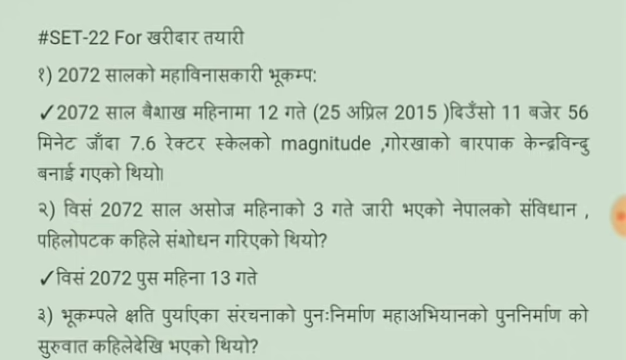 #SET-22 For खरीदार तयारी
१) 2072 सालको महाविनासकारी भूकम्प:
✓2072 साल बैशाख महिनामा 12 गते (25 अप्रिल 2015 )दिउँसो 11 बजेर 56
मिनेट जाँदा 7.6 रेक्टर स्केलको magnitude ,गोरखाको बारपाक केन्द्रविन्दु
बनाई गएको थियो।
२) विसं 2072 साल असोज महिनाको 3 गते जारी भएको नेपालको संविधान ,
पहिलोपटक कहिले संशोधन गरिएको थियो?
✓विसं 2072 पुस महिना 13 गते
३) भूकम्पले क्षति पुर्याएका संरचनाको पुनःनिर्माण महाअभियानको पुननिर्माण को
सुरुवात कहिलेदेखि भएको थियो?